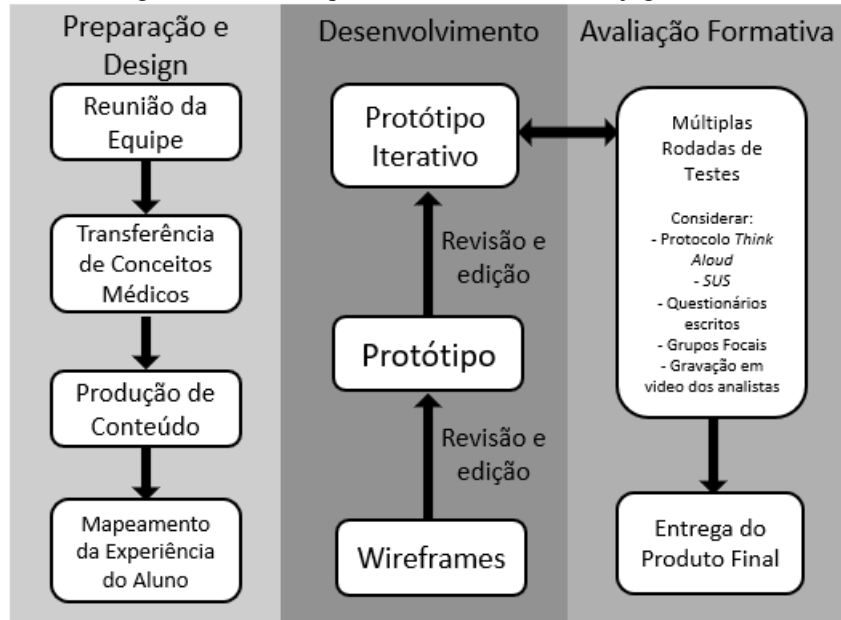 Preparação e
Design
Reunião da
Equipe
Transferência
de Conceitos
Médicos
Produção de
Conteúdo
Mapeamento
da Experiência
do Aluno
Desenvolvimento
Protótipo
Iterativo
Revisão e
edição
Protótipo
Revisão e
edição
Wireframes
Avaliação Formativa
Múltiplas
Rodadas de
Testes
Considerar:
- Protocolo Think
Aloud
- SUS
- Questionários
escritos
- Grupos Focais
- Gravação em
video dos analistas
Entrega do
Produto Final